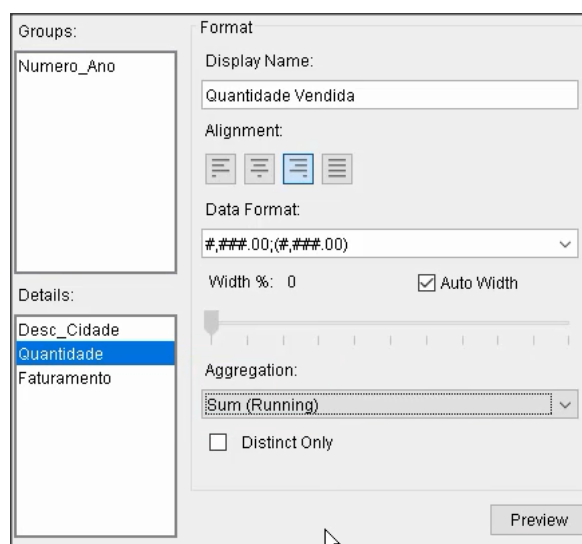 Groups:
Numero_Ano
Details:
Desc_Cidade
Quantidade
Faturamento
Format
Display Name:
Quantidade Vendida
Alignment:
Data Format:
#,###.00;(#,###.00)
Width %: 0
Auto Width
Aggregation:
Sum (Running)
Distinct Only
Preview